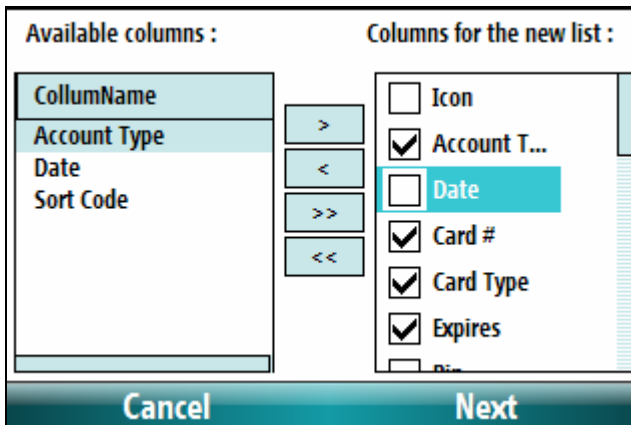 Available columns :
CollumName
Account Type
Date
Sort Code
>
<
>>
<<
Columns for the new list :
Icon
Account T...
Date
Card #
Card Type
Expires
Cancel
Next